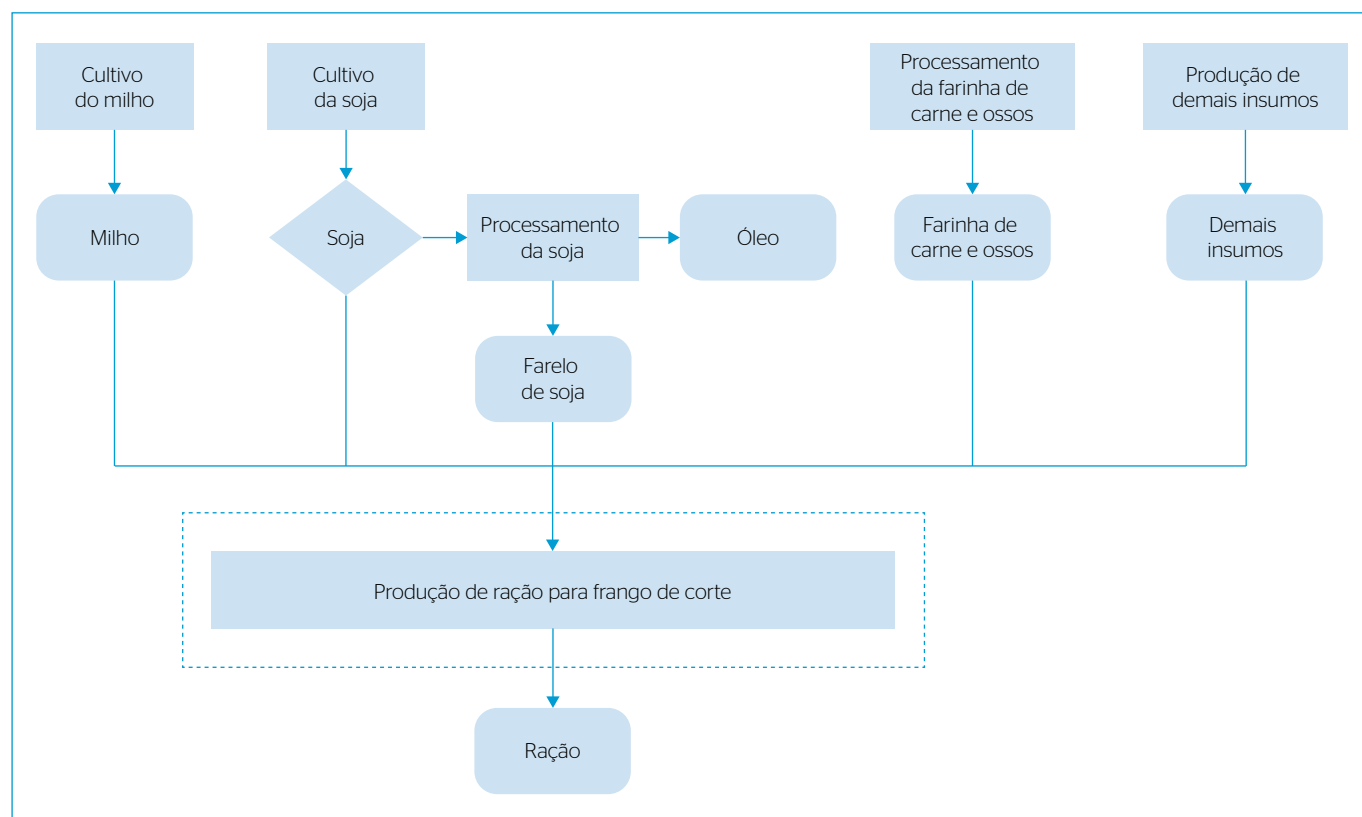 Cultivo
do milho
Cultivo
da soja
Processamento
da farinha de
carne e ossos
Produção de
demais insumos
Milho
Soja
Processamento
da soja
Óleo
Farinha de
carne e ossos
Demais
insumos
Farelo
de soja
Produção de ração para frango de corte
Ração